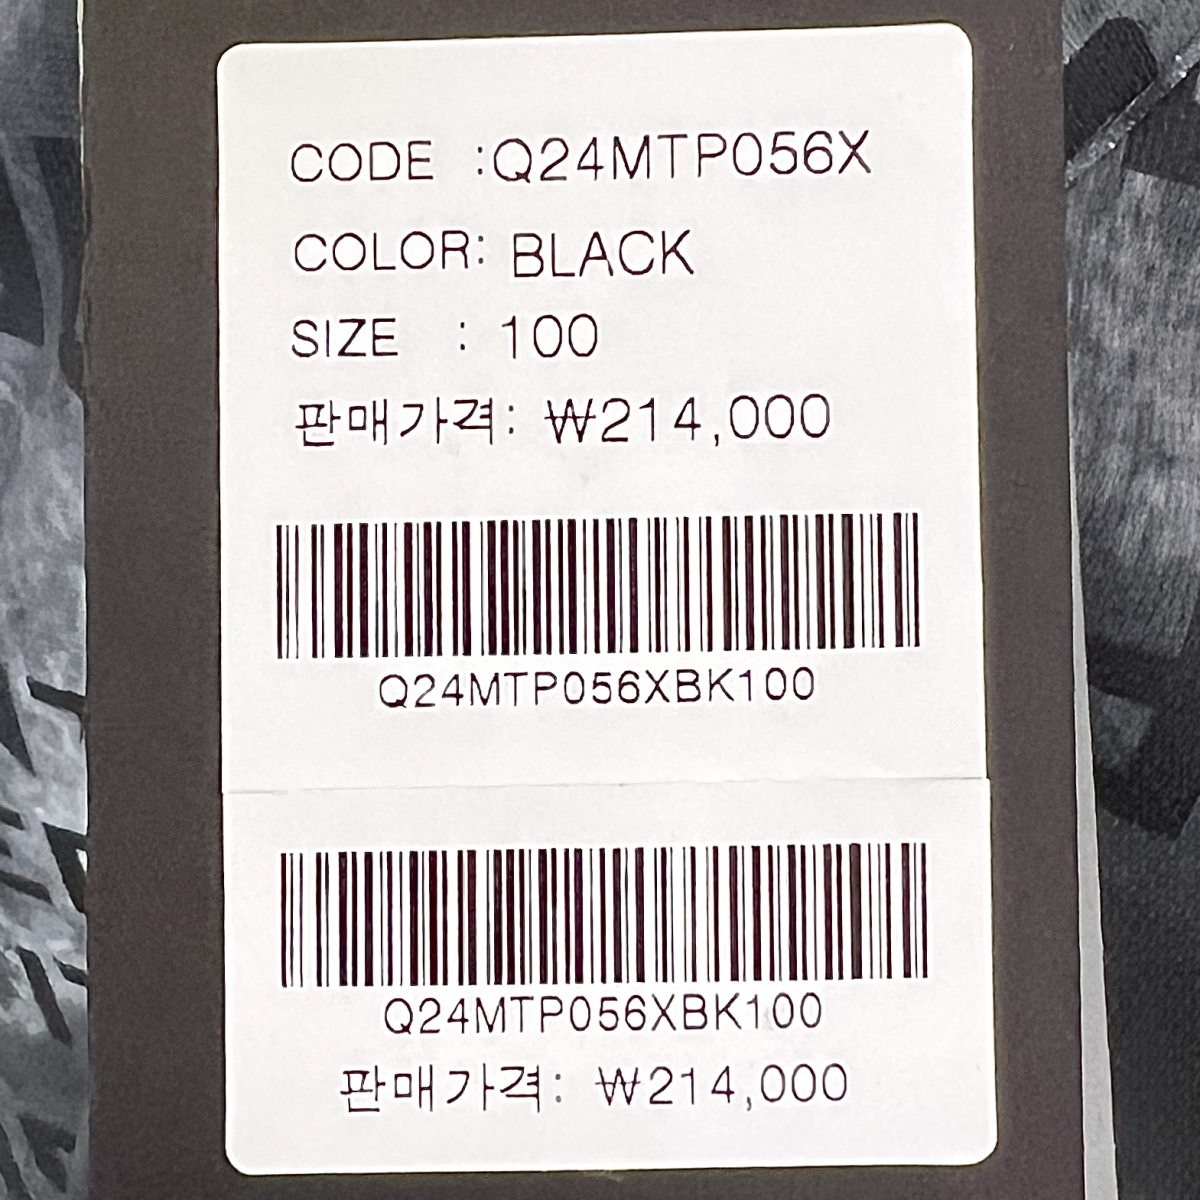 CODE :Q24MTP056X
COLOR: BLACK
SIZE : 100
판매가격: ₩214,000
Q24MTP056XBK100
Q24MTP056XBK100
판매가격: ₩214,000